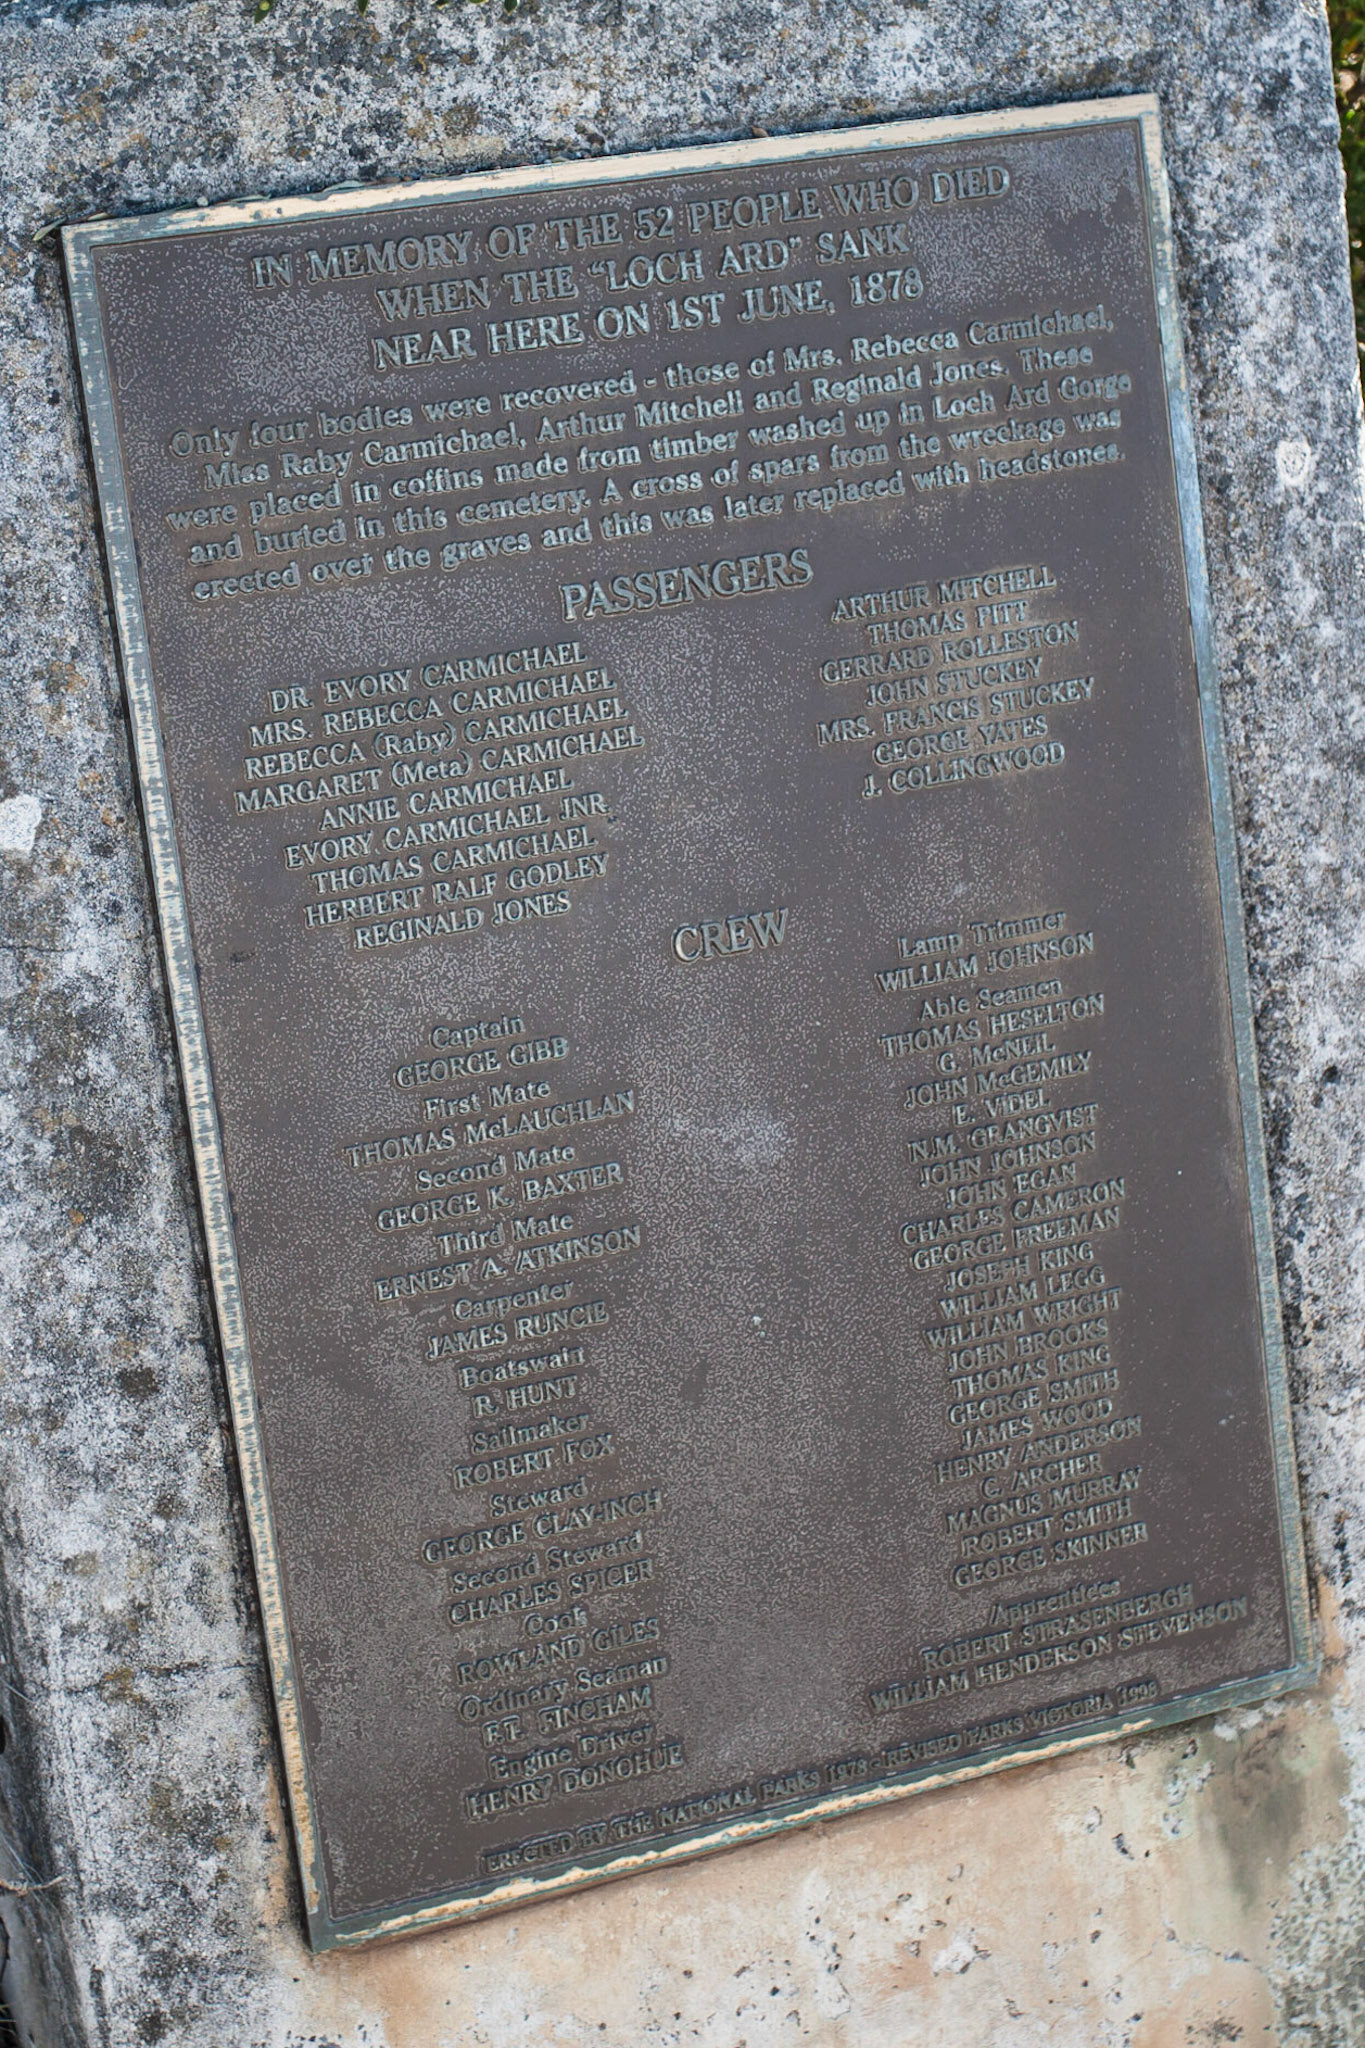 IN MEMORY OF THE 52 PEOPLE WHO DIED
WHEN THE "LOCH ARD" SANK
NEAR HERE ON 1ST JUNE, 1878
Only four bodies were recovered - those of Mrs. Rebecca Carmichael,
Miss Raby Carmichael, Arthur Mitchell and Reginald Jones. These
were placed in coffins made from timber washed up in Loch Ard Gorge
and buried in this cemetery. A cross of spars from the wreckage was
erected over the graves and this was later replaced with headstones.
PASSENGERS
DR. EVORY CARMICHAEL
MRS. REBECCA CARMICHAEL
REBECCA (Raby) CARMICHAEL
MARGARET (Meta) CARMICHAEL
ANNIE CARMICHAEL
EVORY CARMICHAEL JNR
THOMAS CARMICHAEL
HERBERT RALF GODLEY
REGINALD JONES
ARTHUR MITCHELL
THOMAS PITT
GERRARD ROLLESTON
JOHN STUCKEY
MRS. FRANCIS STUCKEY
GEORGE YATES
J. COLLINGWOOD
CREW
Captain
GEORGE GIBB
First Mate
THOMAS McLAUCHLAN
Second Mate
GEORGE K. BAXTER
Third Mate
ERNEST A. ATKINSON
Carpenter
JAMES RUNCIE
Boatswain
R. HUNT
Sailmaker
ROBERT FOX
Steward
GEORGE CLAY-INCH
Second Steward
CHARLES SPICER
Cook
ROWLAND GILES
Ordinary Seaman
F.T. FINCHAM
Engine Driver
HENRY DONOHUE
Lamp Trimmer
WILLIAM JOHNSON
Able Seamen
THOMAS HESELTON
G. McNEIL
JOHN McGEMILY
E. VIDEL
N.M. GRANQVIST
JOHN JOHNSON
JOHN EGAN
CHARLES CAMERON
GEORGE FREEMAN
JOSEPH KING
WILLIAM LEGG
WILLIAM WRIGHT
JOHN BROOKS
THOMAS KING
GEORGE SMITH
JAMES WOOD
HENRY ANDERSON
C. ARCHER
MAGNUS MURRAY
ROBERT SMITH
GEORGE SKINNER
Apprentices
ROBERT STRASENBERGH
WILLIAM HENDERSON STEVENSON
ERECTED BY THE NATIONAL PARKS 1978 - REVISED PARKS VICTORIA 1998